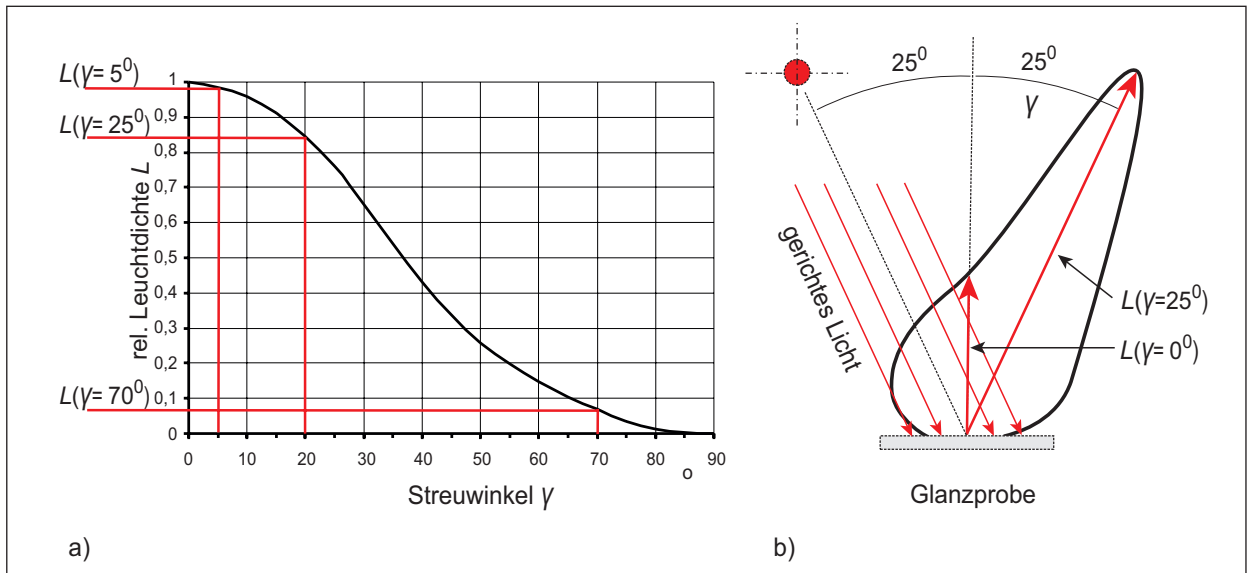 L(γ= 5⁰)
L(γ= 25⁰)
L(γ= 70⁰)
rel. Leuchtdichte L
1
0,9
0,8
0,7
0,6
0,5
0,4
0,3
0,2
0,1
0
0 10 20 30 40 50 60 70 80 90
o
Streuwinkel γ
a)
25⁰ 25⁰
γ
gerichtetes Licht
L(γ=25⁰)
L(γ= 0⁰)
Glanzprobe
b)